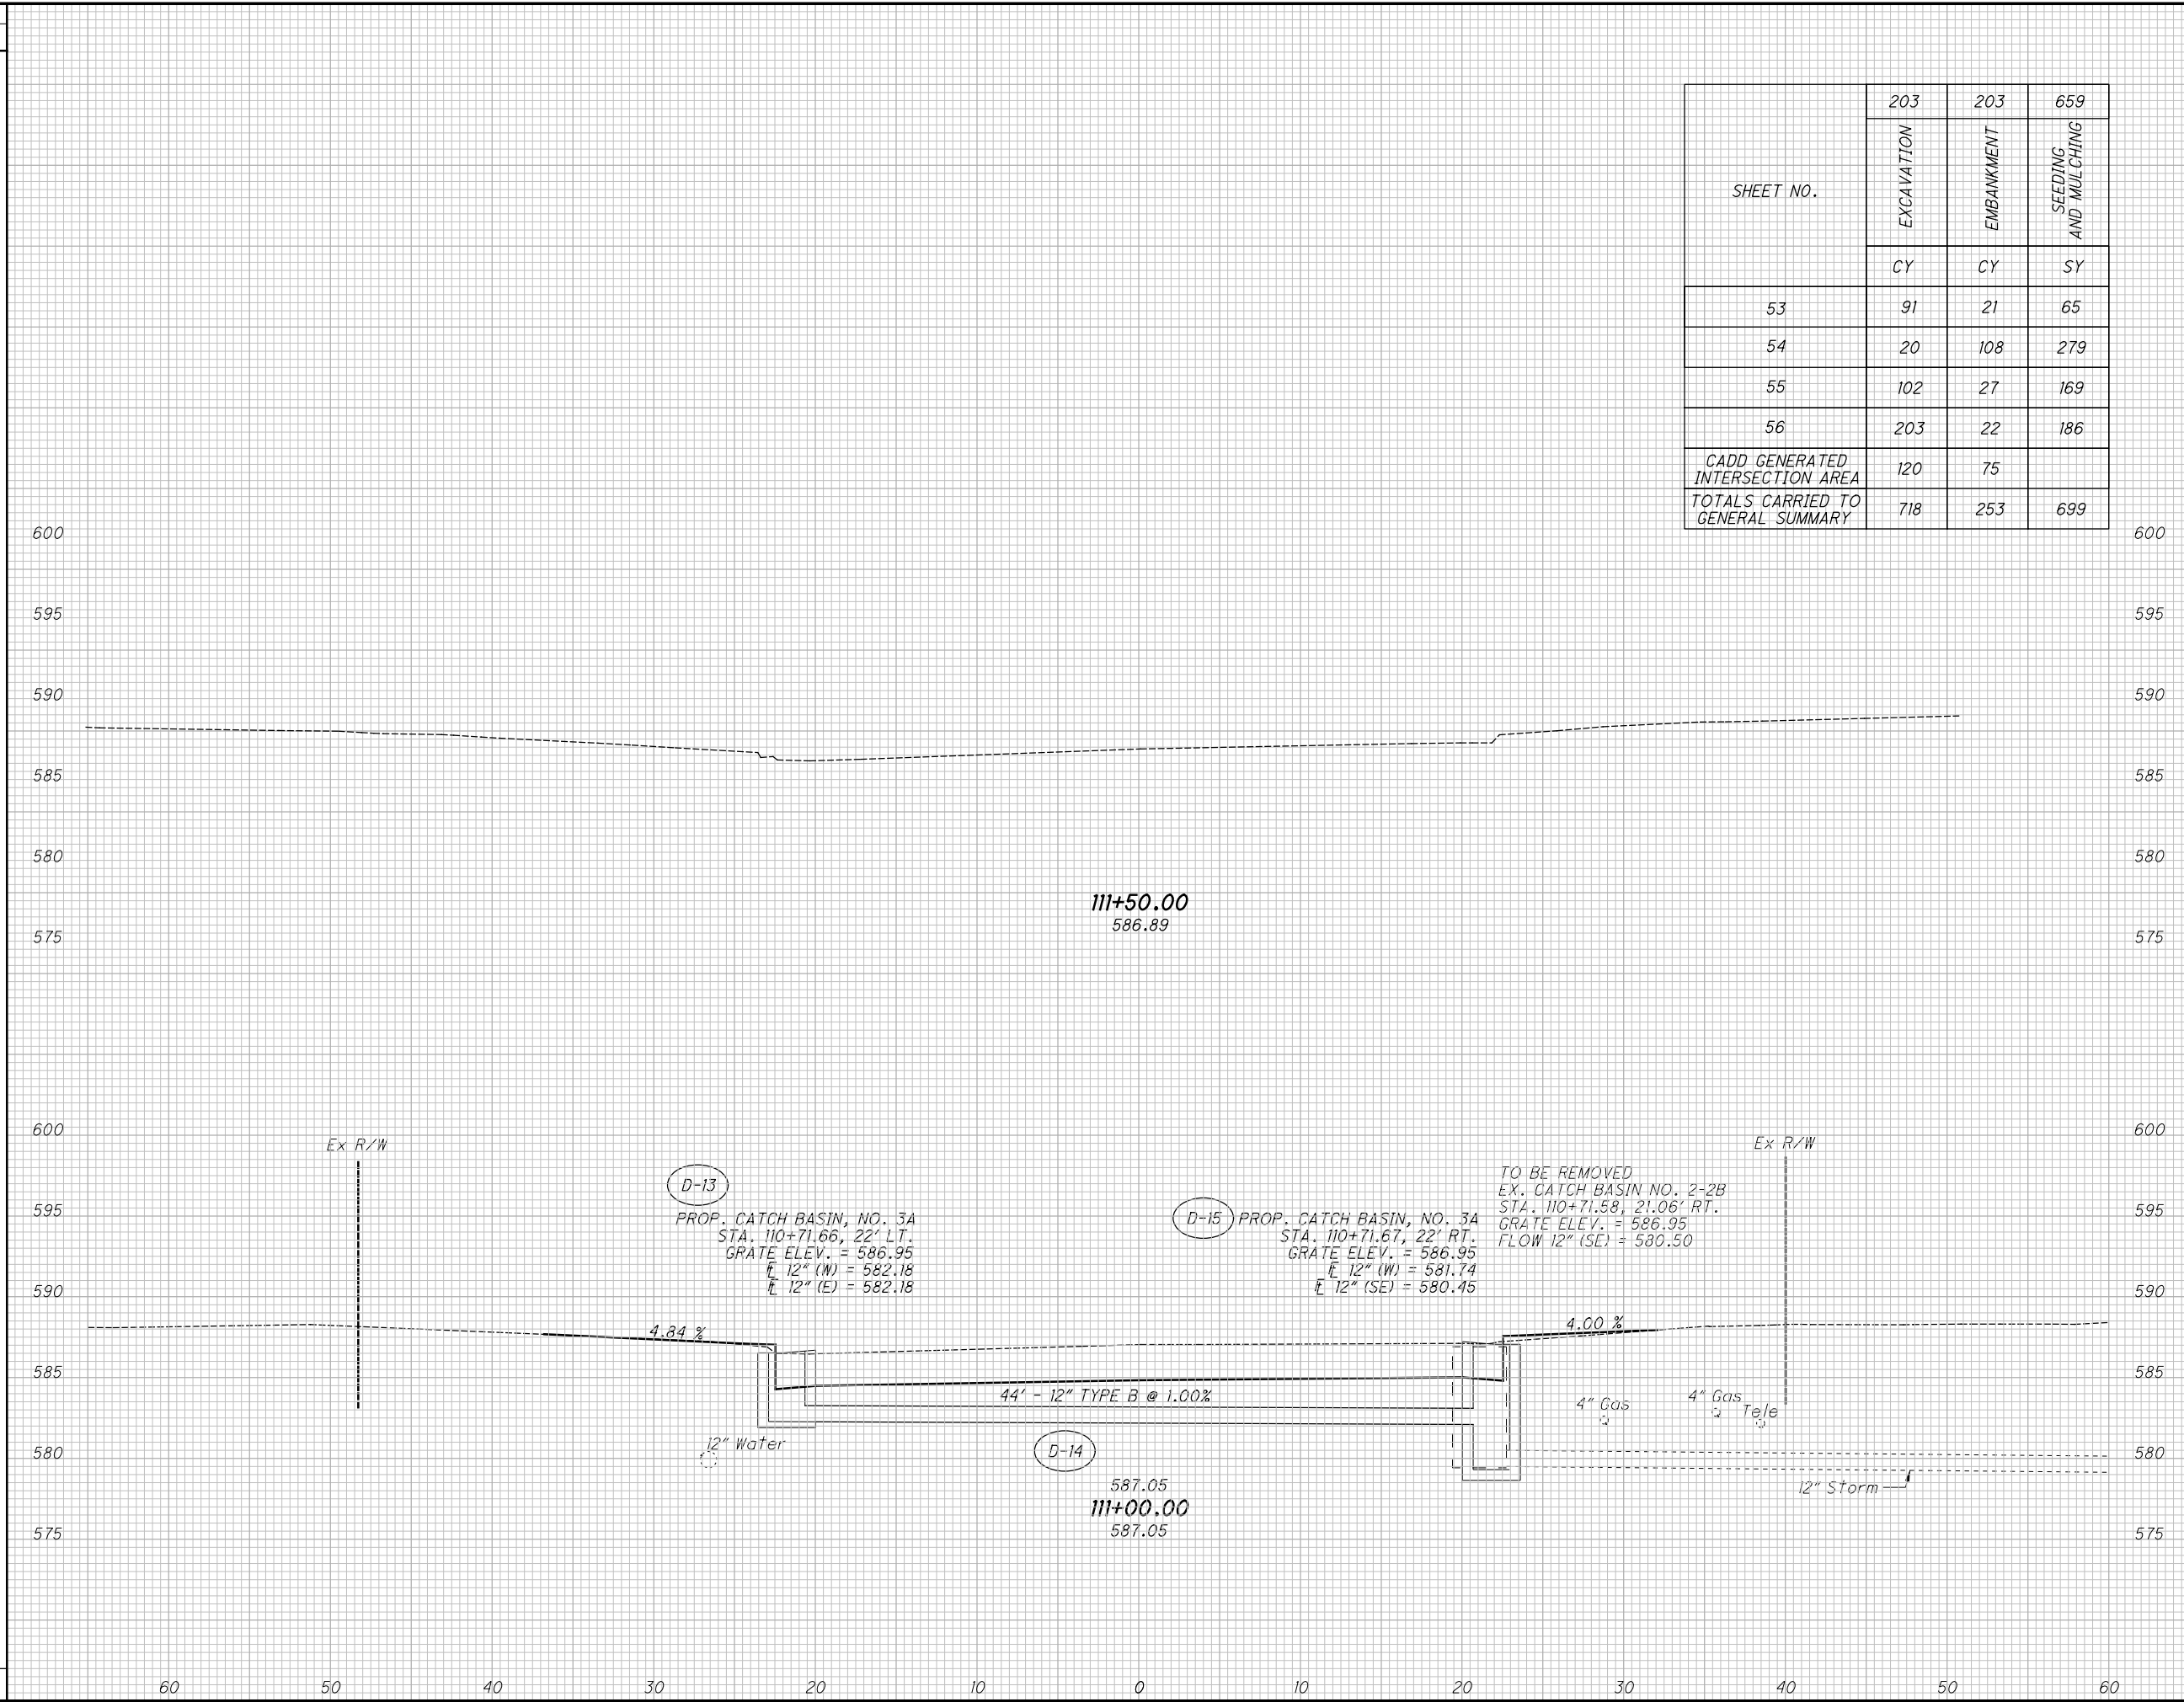 203 203 659
SHEET NO. EXCAVATION EMBANKMENT SEEDING AND MULCHING
CY CY SY
53 91 21 65
54 20 108 279
55 102 27 169
56 203 22 186
CADD GENERATED
INTERSECTION AREA 120 75
TOTALS CARRIED TO
GENERAL SUMMARY 718 253 699
600 600
595 595
590 590
585 585
580 580
111+50.00
586.89
575 575
600 600
Ex R/W
Ex R/W
D-13
PROP. CATCH BASIN, NO. 3A
STA. 110+71.66, 22' LT.
GRATE ELEV. = 586.95
℄ 12" (W) = 582.18
℄ 12" (E) = 582.18
D-15
PROP. CATCH BASIN, NO. 3A
STA. 110+71.67, 22' RT.
GRATE ELEV. = 586.95
℄ 12" (W) = 581.74
℄ 12" (SE) = 580.45
TO BE REMOVED
EX. CATCH BASIN NO. 2-2B
STA. 110+71.58, 21.06' RT.
GRATE ELEV. = 586.95
FLOW 12" (SE) = 580.50
595 595
590 590
4.84 %
4.00 %
585 585
44' - 12" TYPE B @ 1.00%
4" Gas
4" Gas
Tele
12" Water
D-14
580 580
12" Storm
587.05
111+00.00
587.05
575 575
60 50 40 30 20 10 0 10 20 30 40 50 60